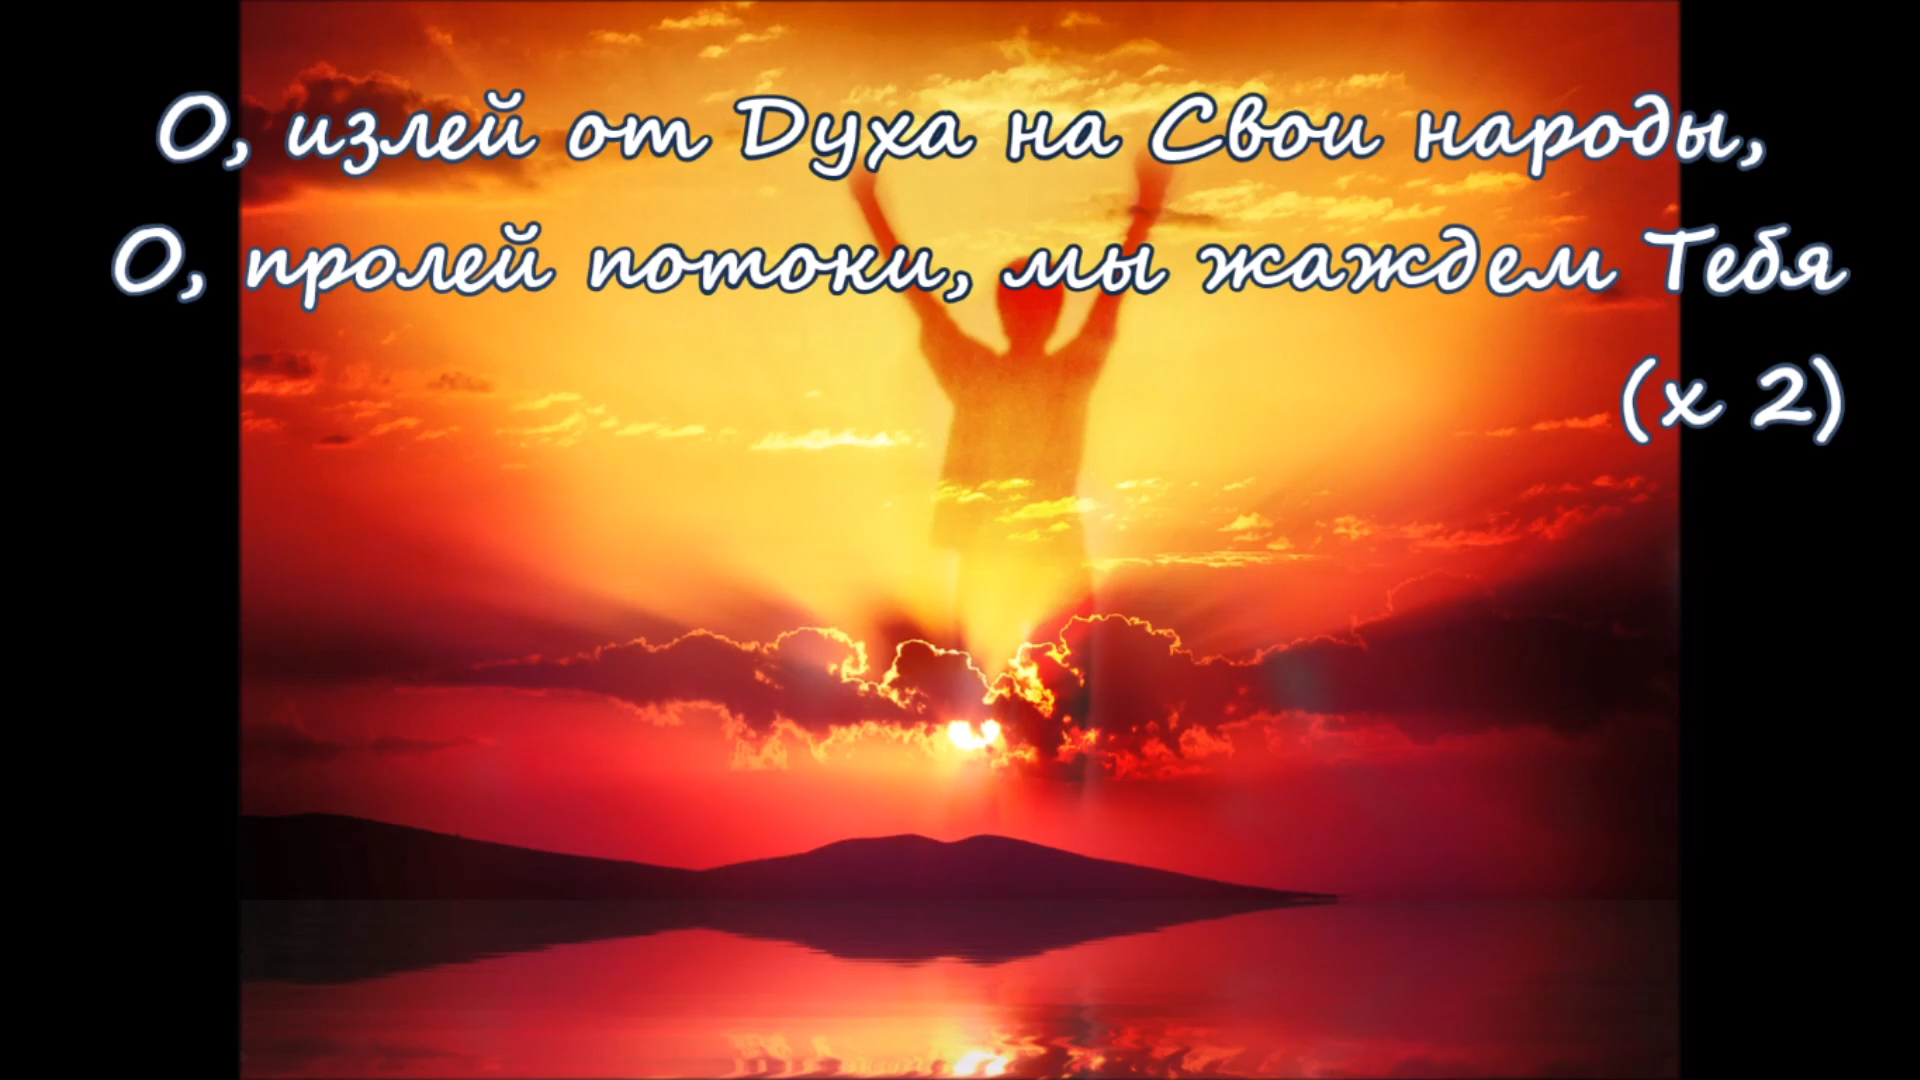 О, излей от Духа на Свои народы,
О, пролей потоки, мы жаждем Тебя
(х 2)